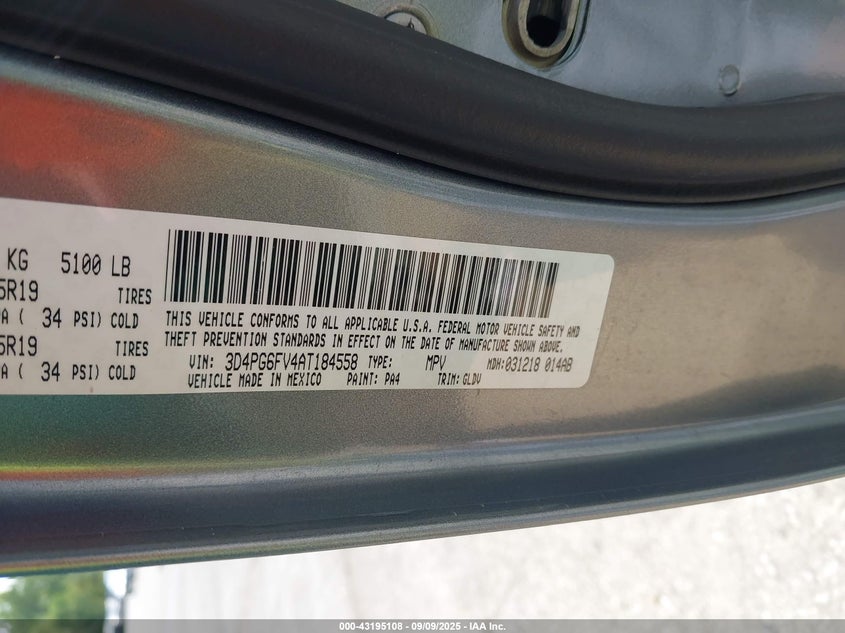 KG 5100 LB
5R19 TIRES
A ( 34 PSI) COLD
5R19 TIRES
A ( 34 PSI) COLD
THIS VEHICLE CONFORMS TO ALL APPLICABLE U.S.A. FEDERAL MOTOR VEHICLE SAFETY AND
THEFT PREVENTION STANDARDS IN EFFECT ON THE DATE OF MANUFACTURE SHOWN ABOVE.
VIN: 3D4PG6FV4AT184558 TYPE: MPV MDH:031218 014AB
VEHICLE MADE IN MEXICO PAINT: PA4 TRIM: GLDV
000-43195108 - 09/09/2025 - IAA Inc.